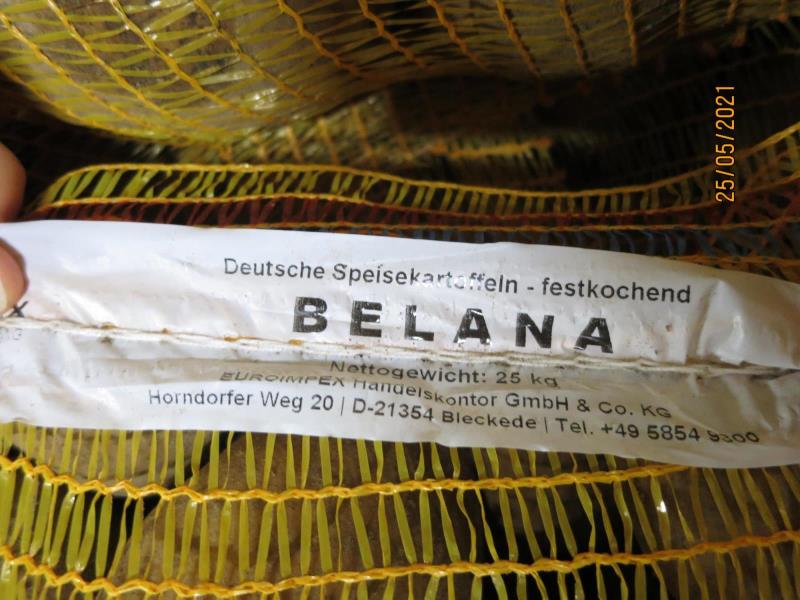 25/05/2021
Deutsche Speisekartoffeln - festkochend
BELANA
Nettogewicht: 25 kg
EUROIMPEX Handelskontor GmbH & Co. KG
Horndorfer Weg 20 | D-21354 Bleckede | Tel. +49 5854